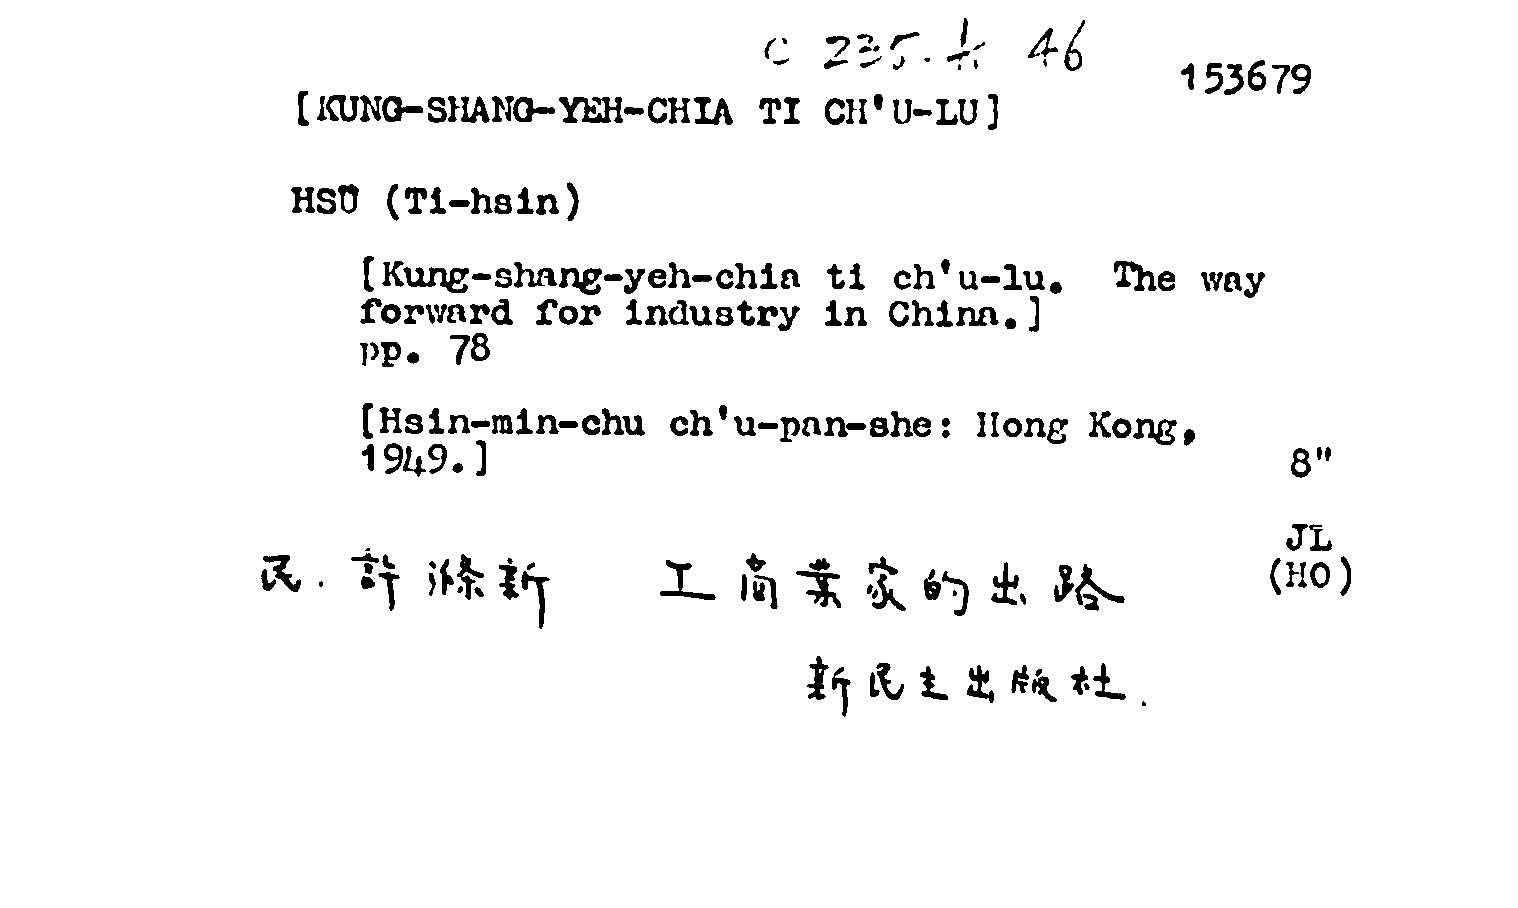 C 235. 46
153679
[KUNG-SHANG-YEH-CHIA TI CH'U-LU]
HSÜ (Ti-hsin)
[Kung-shang-yeh-chia ti ch'u-lu. The way
forward for industry in China.]
pp. 78
[Hsin-min-chu ch'u-pan-she: Hong Kong,
1949.]
8"
JL
(HO)
民. 許滌新 工商業家的出路
新民主出版社.